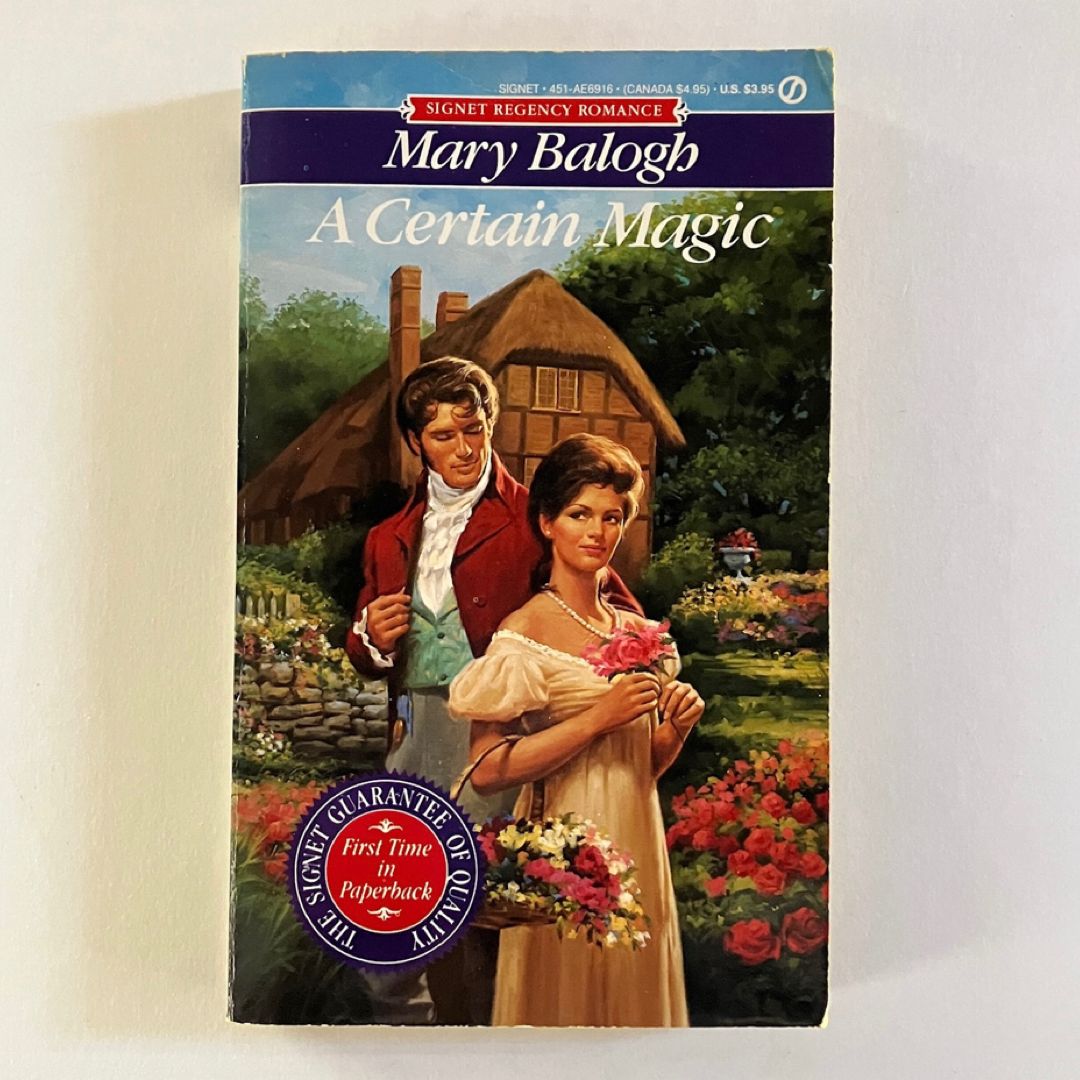 SIGNET • 451-AE6916 • (CANADA $4.95) • U.S. $3.95
SIGNET REGENCY ROMANCE
Mary Balogh
A Certain Magic
THE SIGNET GUARANTEE OF QUALITY
First Time
in
Paperback